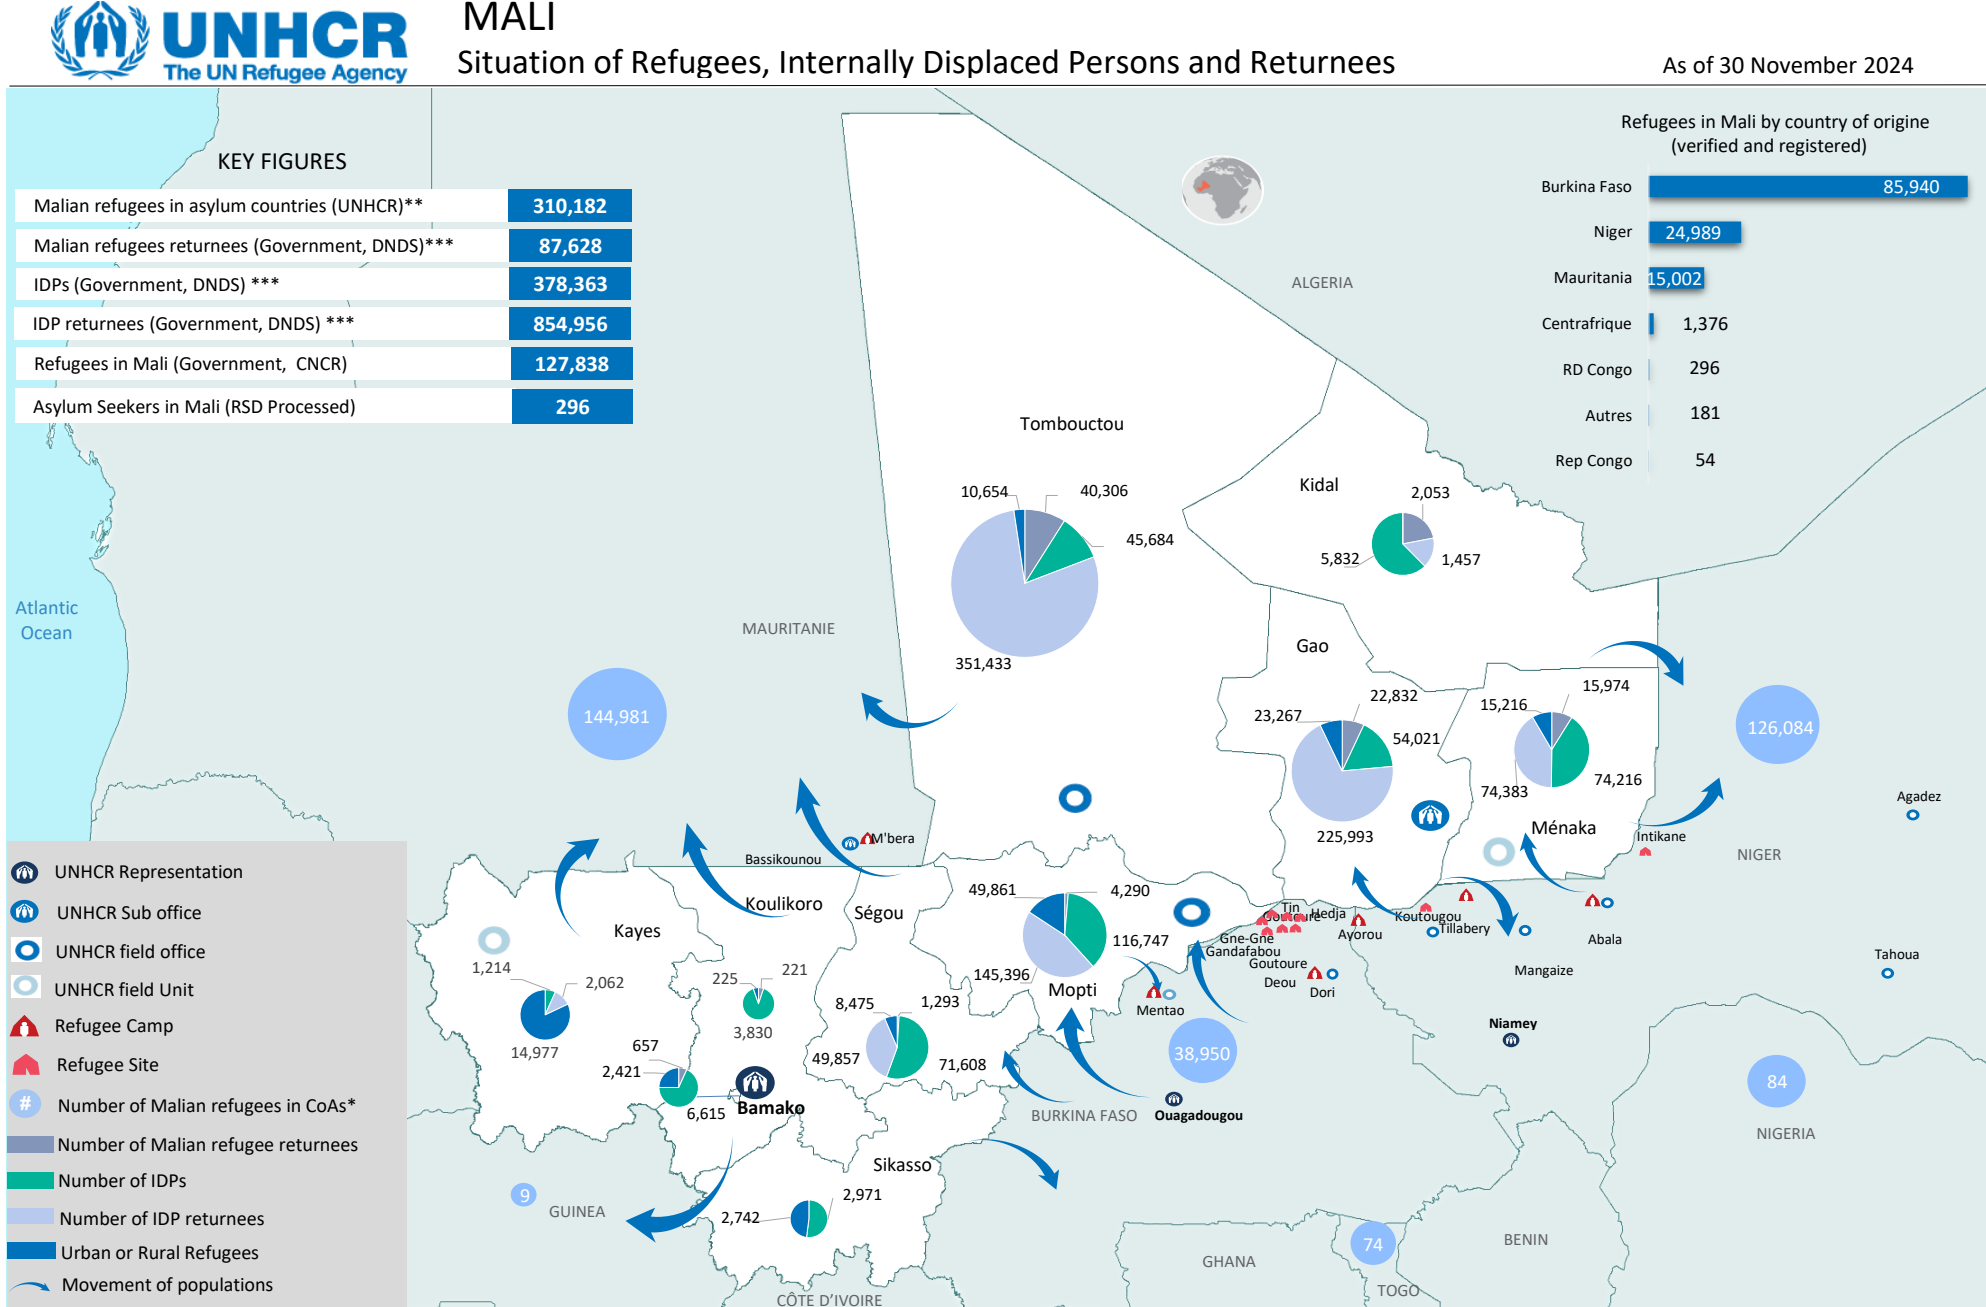 UNHCR
The UN Refugee Agency
MALI
Situation of Refugees, Internally Displaced Persons and Returnees
As of 30 November 2024
KEY FIGURES
Malian refugees in asylum countries (UNHCR)** 310,182
Malian refugees returnees (Government, DNDS)*** 87,628
IDPs (Government, DNDS) *** 378,363
IDP returnees (Government, DNDS) *** 854,956
Refugees in Mali (Government, CNCR) 127,838
Asylum Seekers in Mali (RSD Processed) 296
Refugees in Mali by country of origine
(verified and registered)
Burkina Faso 85,940
Niger 24,989
Mauritania 15,002
Centrafrique 1,376
RD Congo 296
Autres 181
Rep Congo 54
ALGERIA
Tombouctou
10,654
40,306
45,684
351,433
Kidal
2,053
5,832
1,457
Atlantic
Ocean
MAURITANIE
144,981
Gao
22,832
23,267
54,021
225,993
15,974
15,216
74,383
74,216
Ménaka
126,084
Agadez
Intikane
NIGER
M'bera
Bassikounou
Koulikoro
Ségou
Kayes
49,861
4,290
116,747
145,396
Mopti
Tin
Goutoure
Hedja
Ayorou
Koutougou
Tillabery
Abala
Gne-Gne
Gandafabou
Goutoure
Deou
Dori
Mangaize
Tahoua
Mentao
Niamey
1,214
2,062
14,977
225
221
3,830
8,475
1,293
49,857
71,608
657
2,421
6,615
Bamako
38,950
BURKINA FASO
Ouagadougou
84
NIGERIA
Sikasso
2,971
2,742
9
GUINEA
74
BENIN
GHANA
TOGO
CÔTE D'IVOIRE
UNHCR Representation
UNHCR Sub office
UNHCR field office
UNHCR field Unit
Refugee Camp
Refugee Site
# Number of Malian refugees in CoAs*
Number of Malian refugee returnees
Number of IDPs
Number of IDP returnees
Urban or Rural Refugees
Movement of populations